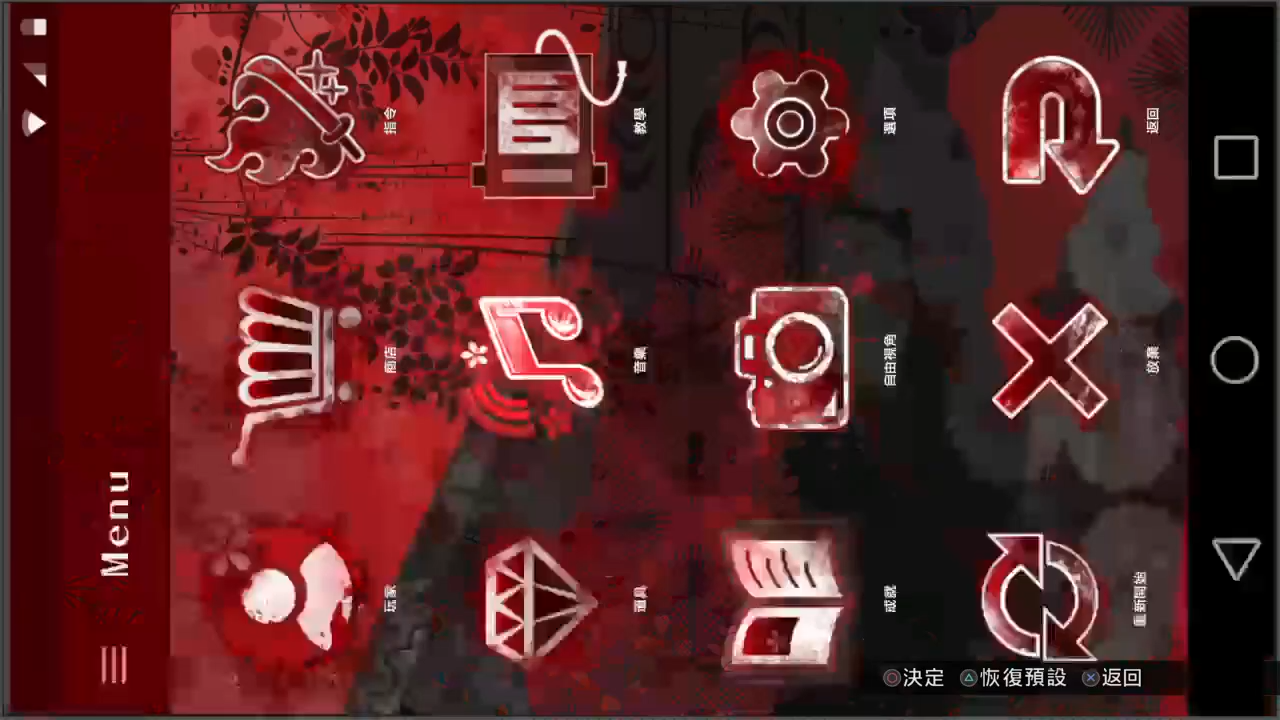 Menu
玩家
商店
指令
道具
音樂
教學
成就
自由視角
選項
重新開始
放棄
返回
決定 恢復預設 返回